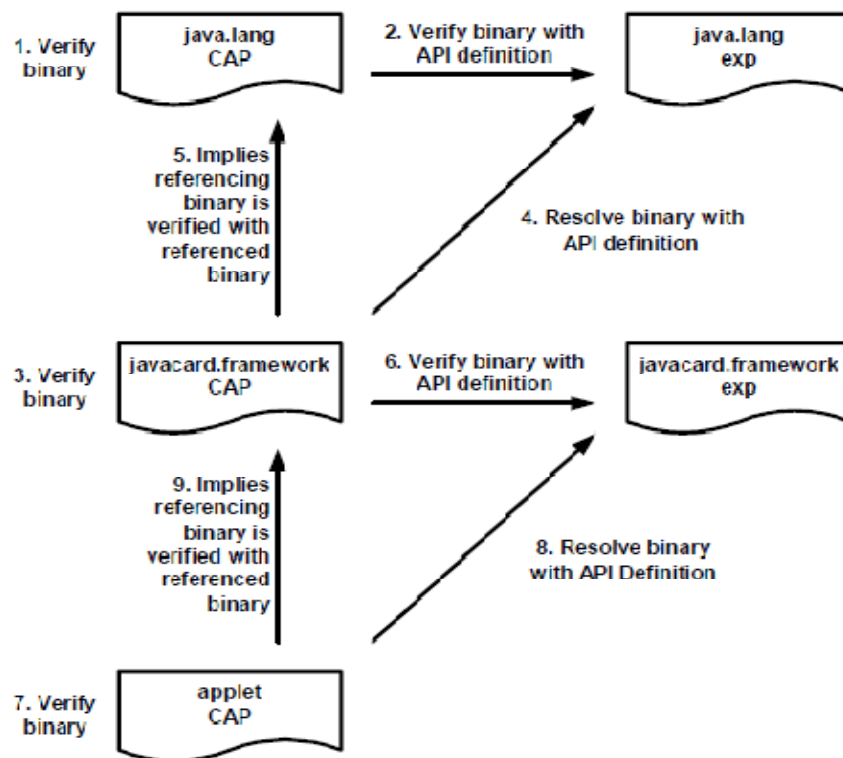 1. Verify
binary
java.lang
CAP
2. Verify binary with
API definition
java.lang
exp
5. Implies
referencing
binary is
verified with
referenced
binary
4. Resolve binary with
API definition
3. Verify
binary
javacard.framework
CAP
6. Verify binary with
API definition
javacard.framework
exp
9. Implies
referencing
binary is
verified with
referenced
binary
8. Resolve binary
with API Definition
7. Verify
binary
applet
CAP